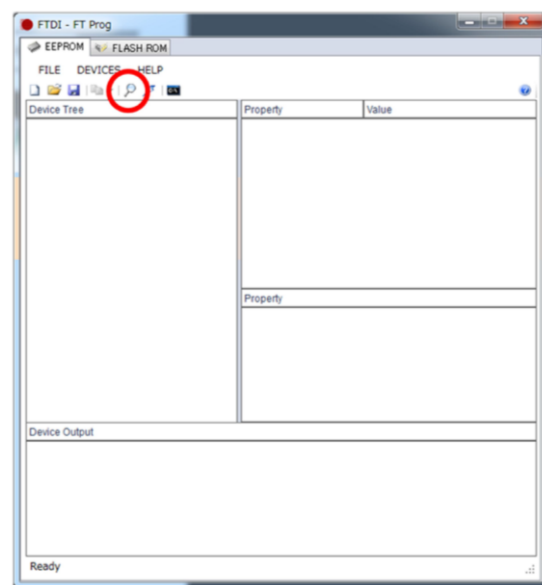 FTDI - FT Prog
EEPROM FLASH ROM
FILE DEVICES HELP
Device Tree Property Value
Property
Device Output
Ready